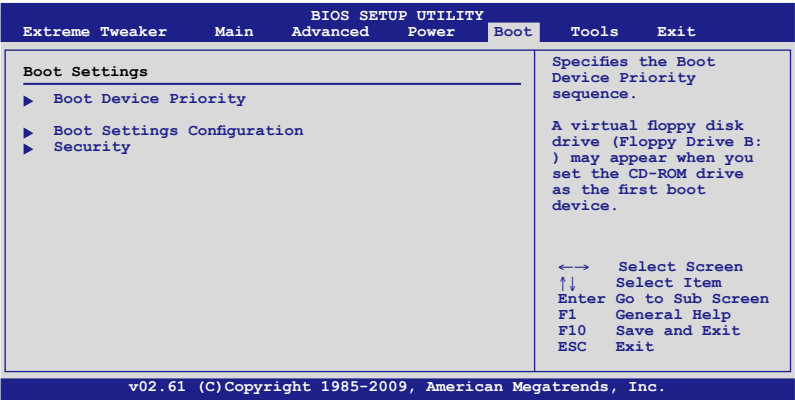 BIOS SETUP UTILITY
Extreme Tweaker Main Advanced Power Boot Tools Exit
Boot Settings
Boot Device Priority
Boot Settings Configuration
Security
Specifies the Boot
Device Priority
sequence.
A virtual floppy disk
drive (Floppy Drive B:
) may appear when you
set the CD-ROM drive
as the first boot
device.
←→ Select Screen
↑↓ Select Item
Enter Go to Sub Screen
F1 General Help
F10 Save and Exit
ESC Exit
v02.61 (C)Copyright 1985-2009, American Megatrends, Inc.